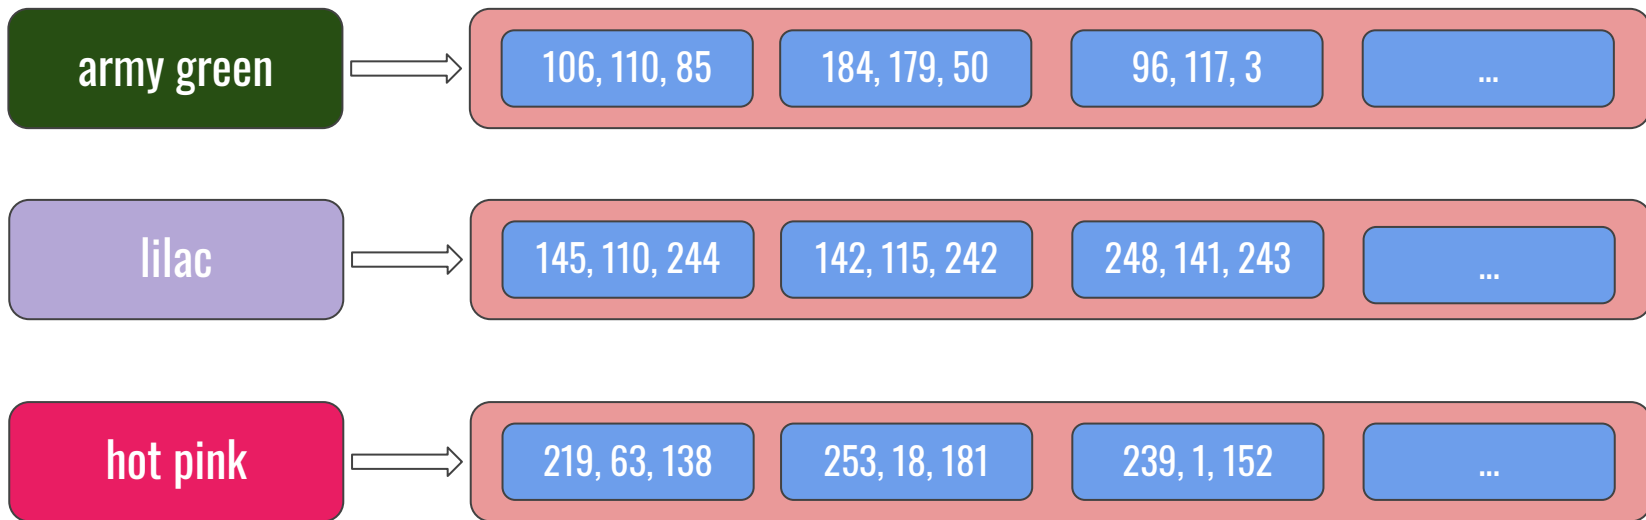 army green 106, 110, 85 184, 179, 50 96, 117, 3 ...
lilac 145, 110, 244 142, 115, 242 248, 141, 243 ...
hot pink 219, 63, 138 253, 18, 181 239, 1, 152 ...